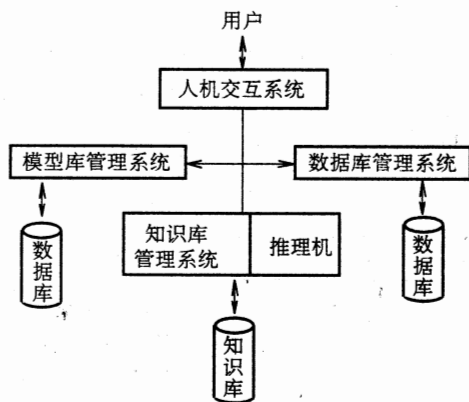 用户
人机交互系统
模型库管理系统
数据库管理系统
知识库
管理系统
推理机
数据库
数据库
知识库